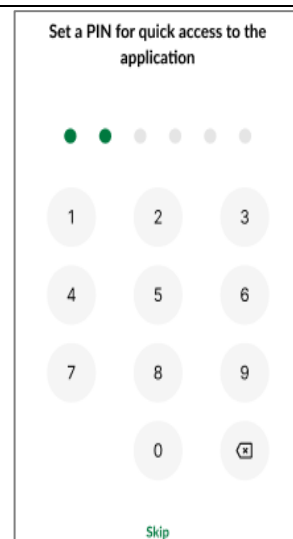 Set a PIN for quick access to the
application
1 2 3
4 5 6
7 8 9
0
Skip